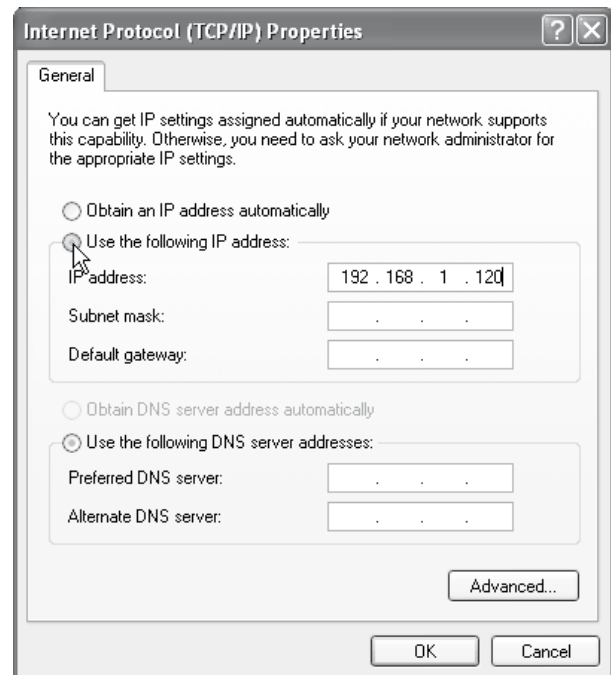 Internet Protocol (TCP/IP) Properties
General
You can get IP settings assigned automatically if your network supports
this capability. Otherwise, you need to ask your network administrator for
the appropriate IP settings.
Obtain an IP address automatically
Use the following IP address:
IP address: 192 . 168 . 1 . 120
Subnet mask: . . .
Default gateway: . . .
Obtain DNS server address automatically
Use the following DNS server addresses:
Preferred DNS server: . . .
Alternate DNS server: . . .
Advanced...
OK Cancel